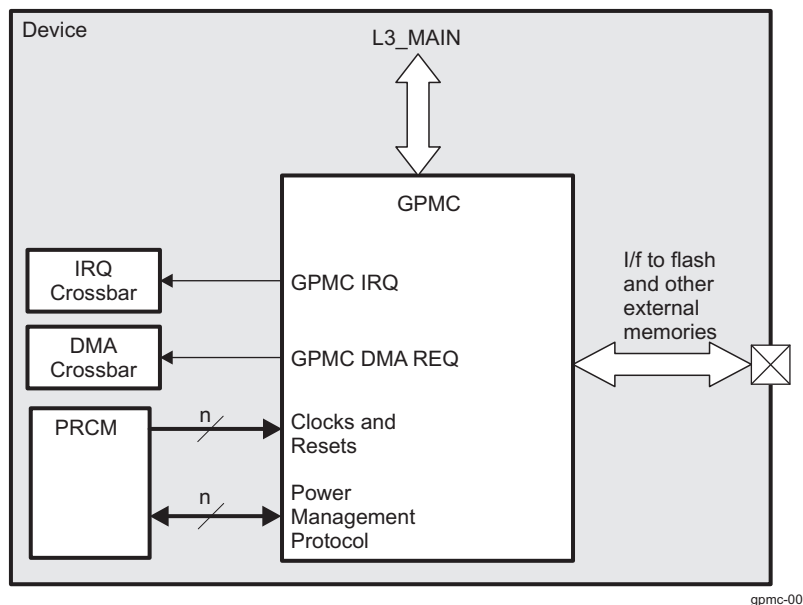 Device
L3_MAIN
GPMC
IRQ
Crossbar
GPMC IRQ
I/f to flash
and other
external
memories
DMA
Crossbar
GPMC DMA REQ
PRCM
n
Clocks and
Resets
n
Power
Management
Protocol
gpmc-00